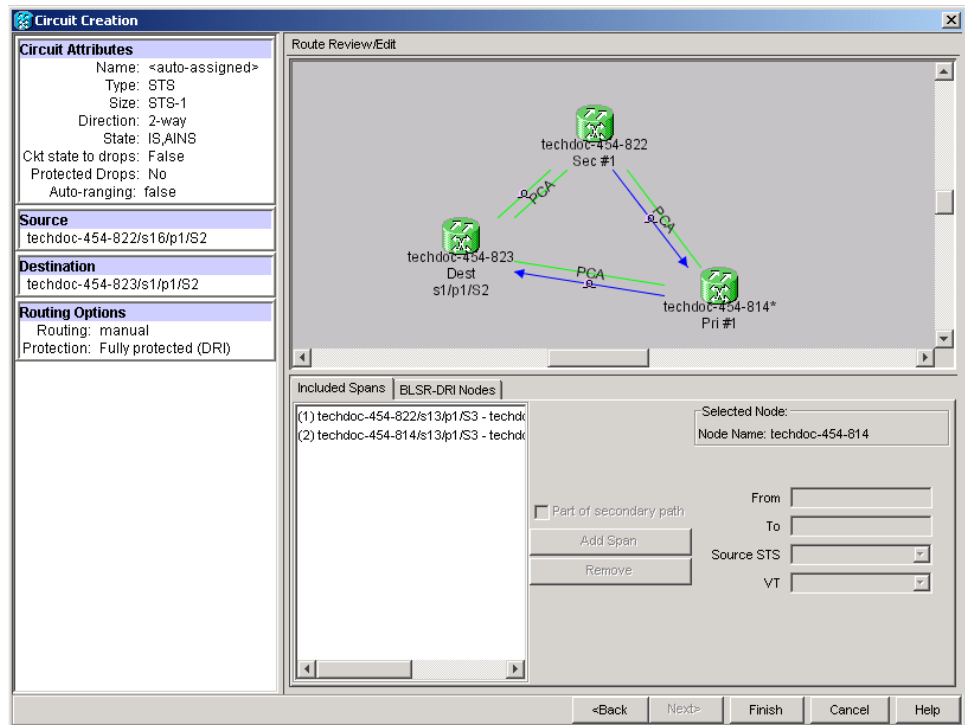 Circuit Creation
Circuit Attributes
Name: <auto-assigned>
Type: STS
Size: STS-1
Direction: 2-way
State: IS,AINS
Ckt state to drops: False
Protected Drops: No
Auto-ranging: false
Source
techdoc-454-822/s16/p1/S2
Destination
techdoc-454-823/s1/p1/S2
Routing Options
Routing: manual
Protection: Fully protected (DRI)
Route Review/Edit
techdoc-454-822
Sec #1
PCA
PCA
techdoc-454-823
Dest
s1/p1/S2
PCA
techdoc-454-814*
Pri #1
Included Spans
BLSR-DRI Nodes
(1) techdoc-454-822/s13/p1/S3 - techdo
(2) techdoc-454-814/s13/p1/S3 - techdo
Selected Node:
Node Name: techdoc-454-814
Part of secondary path
Add Span
Remove
From
To
Source STS
VT
<Back
Next>
Finish
Cancel
Help